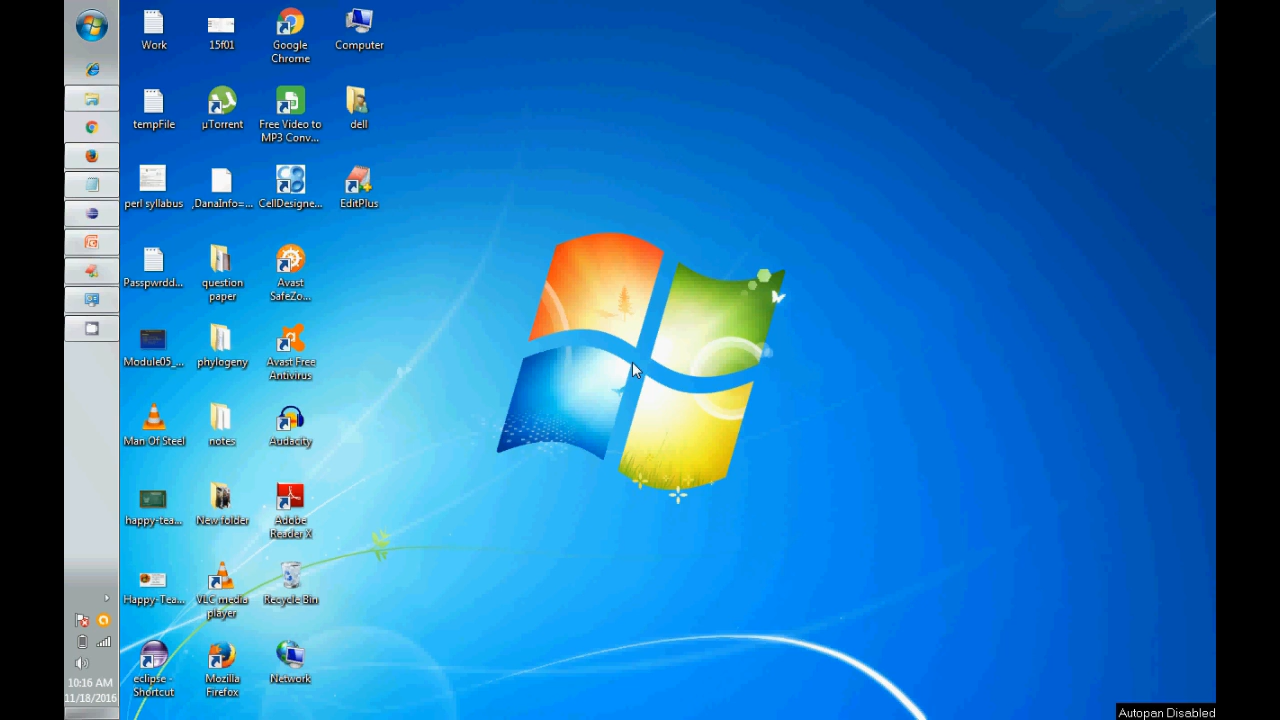 Work
15f01
Google
Chrome
Computer
tempFile
µTorrent
Free Video to
MP3 Conv...
dell
perl syllabus
,DanaInfo=...
CellDesigne...
EditPlus
Passpwrdd...
question
paper
Avast
SafeZo...
Module05_...
phylogeny
Avast Free
Antivirus
Man Of Steel
notes
Audacity
happy-tea...
New folder
Adobe
Reader X
Happy-Tea...
VLC media
player
Recycle Bin
eclipse -
Shortcut
Mozilla
Firefox
Network
10:16 AM
11/18/2016
Autopan Disabled